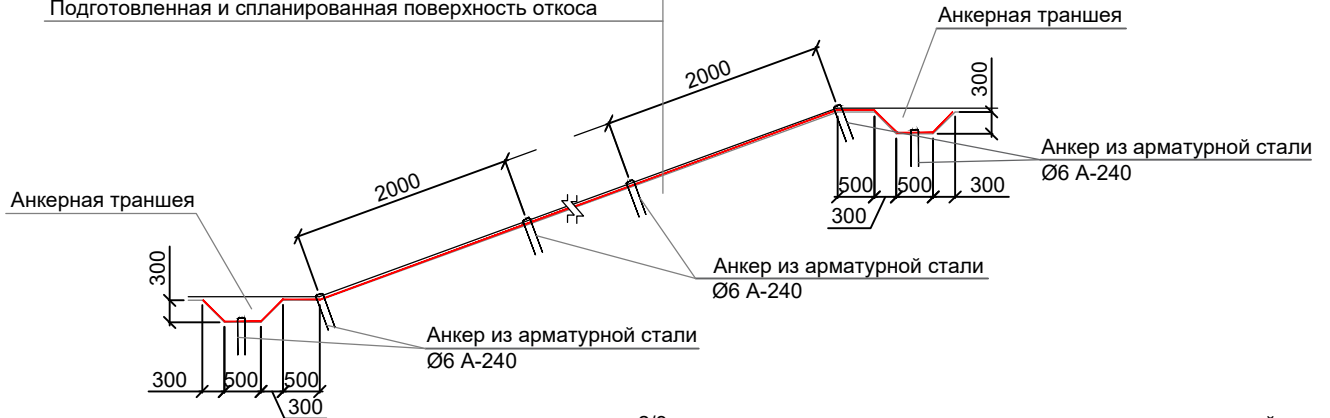 Подготовленная и спланированная поверхность откоса
Анкерная траншея
2000
300
Анкер из арматурной стали
Ø6 А-240
500
500
300
300
2000
Анкерная траншея
Анкер из арматурной стали
Ø6 А-240
300
Анкер из арматурной стали
Ø6 А-240
300
500
500
300